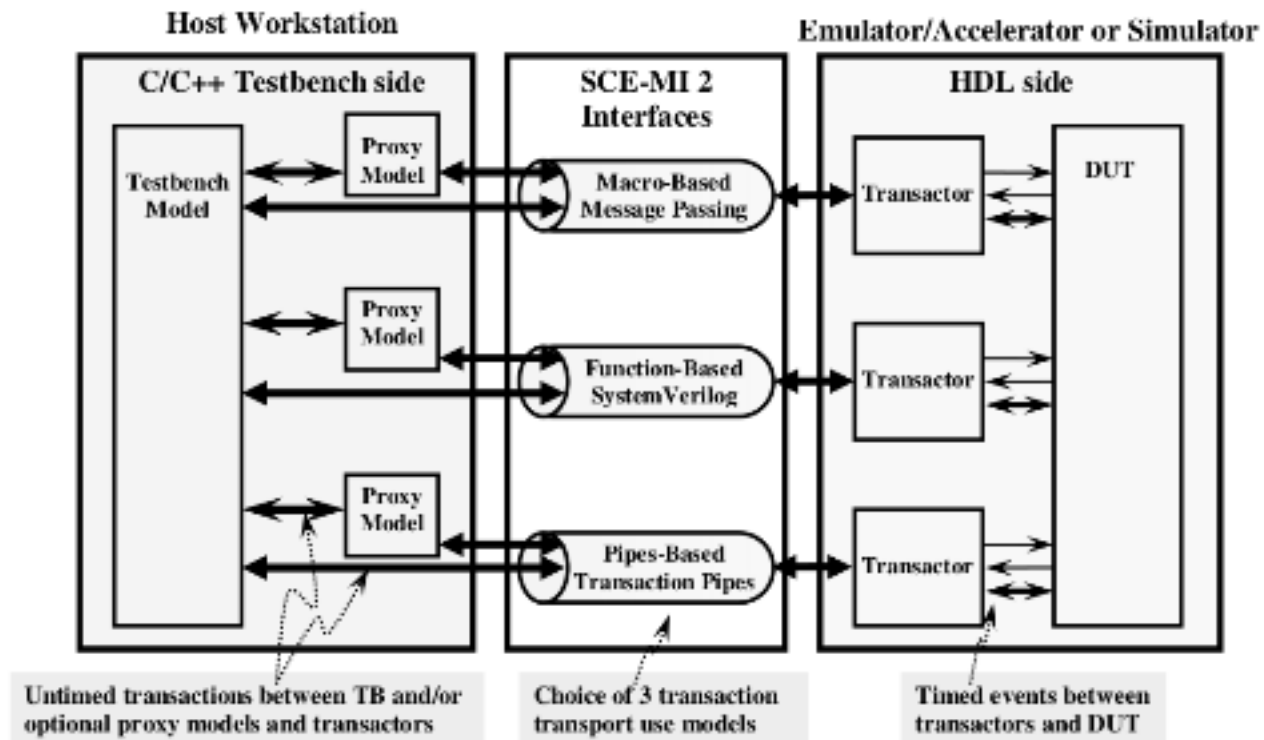 Host Workstation
Emulator/Accelerator or Simulator
C/C++ Testbench side
SCE-MI 2
Interfaces
HDL side
Testbench
Model
Proxy
Model
Macro-Based
Message Passing
Transactor
DUT
Proxy
Model
Function-Based
SystemVerilog
Transactor
Proxy
Model
Pipes-Based
Transaction Pipes
Transactor
Untimed transactions between TB and/or
optional proxy models and transactors
Choice of 3 transaction
transport use models
Timed events between
transactors and DUT